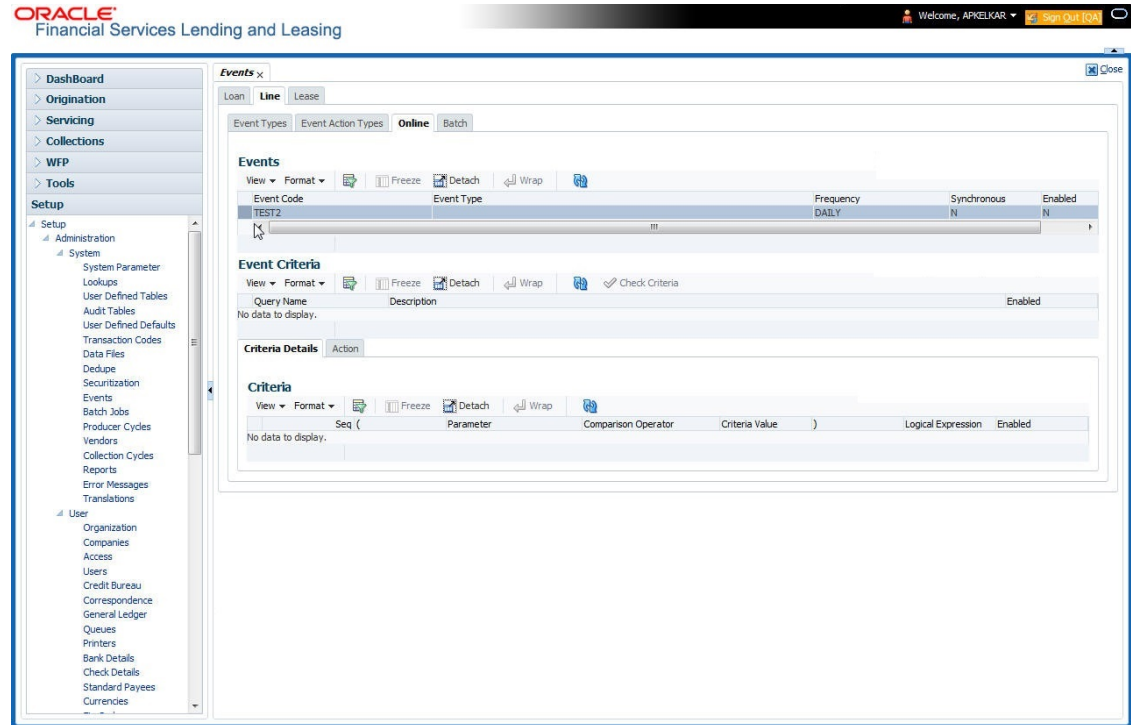 ORACLE
Financial Services Lending and Leasing
Welcome, APKELKAR
Sign Out [QA]
DashBoard
Origination
Servicing
Collections
WFP
Tools
Setup
Setup
Administration
System
System Parameter
Lookups
User Defined Tables
Audit Tables
User Defined Defaults
Transaction Codes
Data Files
Dedupe
Securitization
Events
Batch Jobs
Producer Cycles
Vendors
Collection Cycles
Reports
Error Messages
Translations
User
Organization
Companies
Access
Users
Credit Bureau
Correspondence
General Ledger
Queues
Printers
Bank Details
Check Details
Standard Payees
Currencies
Events x
Close
Loan Line Lease
Event Types Event Action Types Online Batch
Events
View Format Freeze Detach Wrap
Event Code Event Type Frequency Synchronous Enabled
TEST2 DAILY N N
Event Criteria
View Format Freeze Detach Wrap Check Criteria
Query Name Description Enabled
No data to display.
Criteria Details Action
Criteria
View Format Freeze Detach Wrap
Seq ( Parameter Comparison Operator Criteria Value ) Logical Expression Enabled
No data to display.